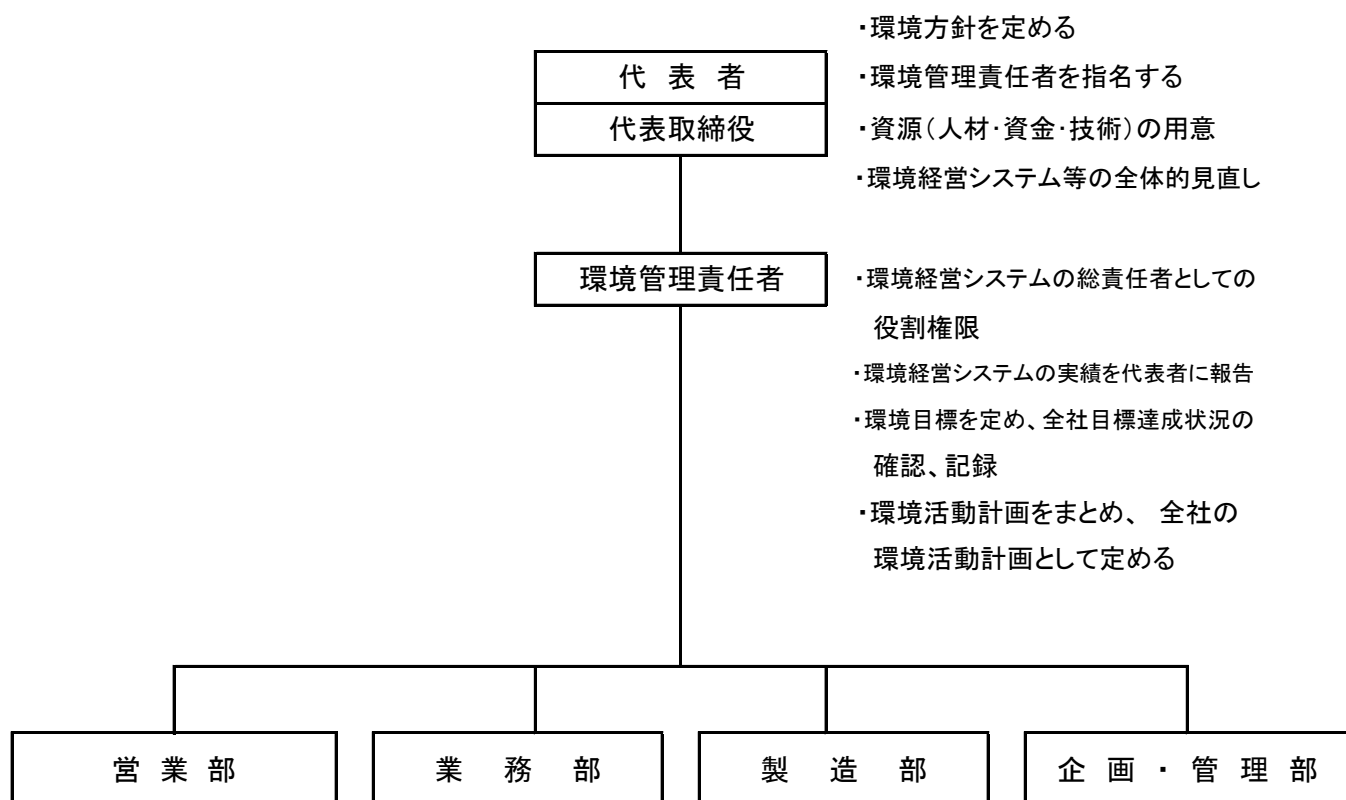 ・環境方針を定める
代 表 者
・環境管理責任者を指名する
代表取締役
・資源(人材・資金・技術)の用意
・環境経営システム等の全体的見直し
環境管理責任者
・環境経営システムの総責任者としての
役割権限
・環境経営システムの実績を代表者に報告
・環境目標を定め、全社目標達成状況の
確認、記録
・環境活動計画をまとめ、 全社の
環境活動計画として定める
営 業 部
業 務 部
製 造 部
企 画 ・ 管 理 部